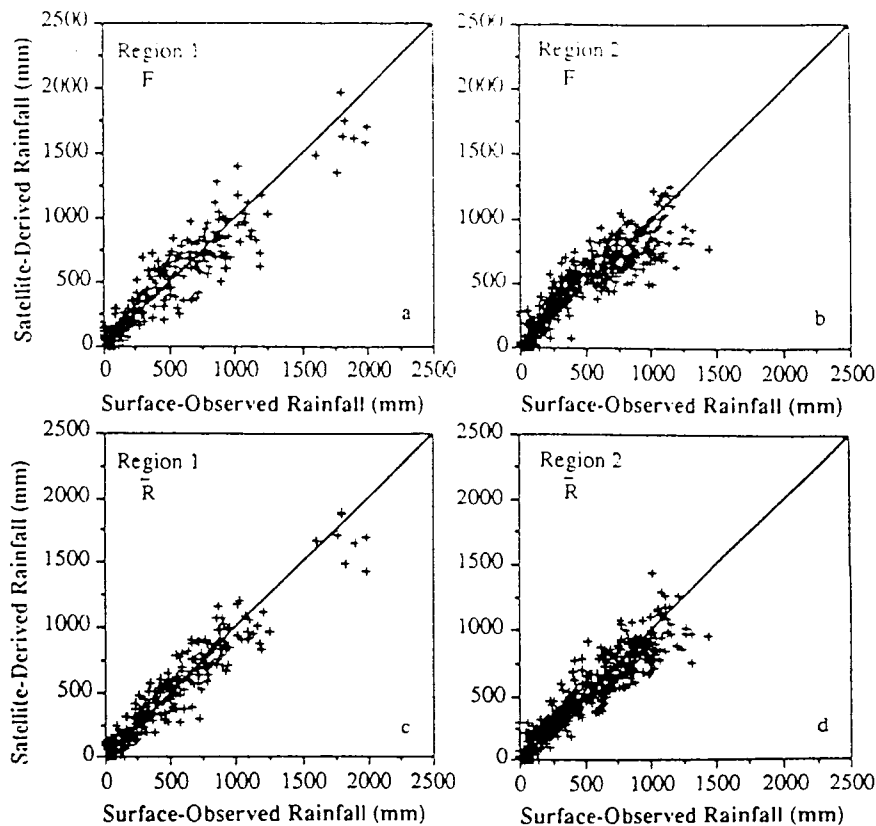 2500
2000
1500
1000
500
0
Satellite-Derived Rainfall (mm)
Region 1
F
a
0 500 1000 1500 2000 2500
Surface-Observed Rainfall (mm)
2500
2000
1500
1000
500
0
Region 2
F
b
0 500 1000 1500 2000 2500
Surface-Observed Rainfall (mm)
2500
2000
1500
1000
500
0
Satellite-Derived Rainfall (mm)
Region 1
R̄
c
0 500 1000 1500 2000 2500
Surface-Observed Rainfall (mm)
2500
2000
1500
1000
500
0
Region 2
R̄
d
0 500 1000 1500 2000 2500
Surface-Observed Rainfall (mm)